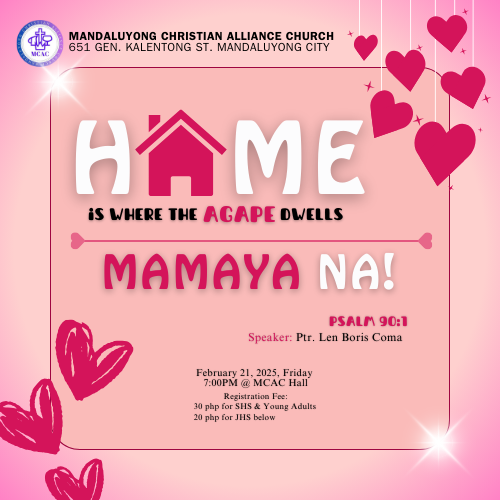 MCAC
MANDALUYONG CHRISTIAN ALLIANCE CHURCH
651 GEN. KALENTONG ST. MANDALUYONG CITY
HOME
IS WHERE THE AGAPE DWELLS
MAMAYA NA!
PSALM 90:1
Speaker: Ptr. Len Boris Coma
February 21, 2025, Friday
7:00PM @ MCAC Hall
Registration Fee:
30 php for SHS & Young Adults
20 php for JHS below